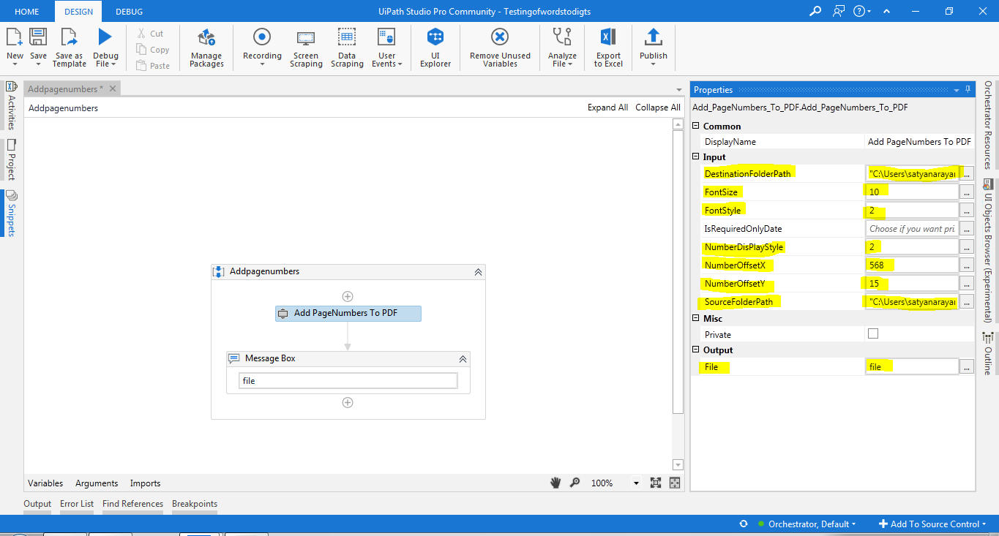 HOME DESIGN DEBUG UiPath Studio Pro Community - Testingofwordstodigts
New Save Save as Template Debug File Cut Copy Paste Manage Packages Recording Screen Scraping Data Scraping User Events UI Explorer Remove Unused Variables Analyze File Export to Excel Publish
Activities
Project
Snippets
Addpagenumbers *
Addpagenumbers Expand All Collapse All
Addpagenumbers
Add PageNumbers To PDF
Message Box
file
Variables Arguments Imports 100%
Output Error List Find References Breakpoints
Properties
Add_PageNumbers_To_PDF.Add_PageNumbers_To_PDF
Common
DisplayName Add PageNumbers To PDF
Input
DestinationFolderPath "C:\Users\satyanarayan ...
FontSize 10 ...
FontStyle 2 ...
IsRequiredOnlyDate Choose if you want pri. ...
NumberDisPlayStyle 2 ...
NumberOffsetX 568 ...
NumberOffsetY 15 ...
SourceFolderPath "C:\Users\satyanarayan ...
Misc
Private
Output
File file ...
Orchestrator Resources
UI Objects Browser (Experimental)
Outline
Orchestrator, Default Add To Source Control